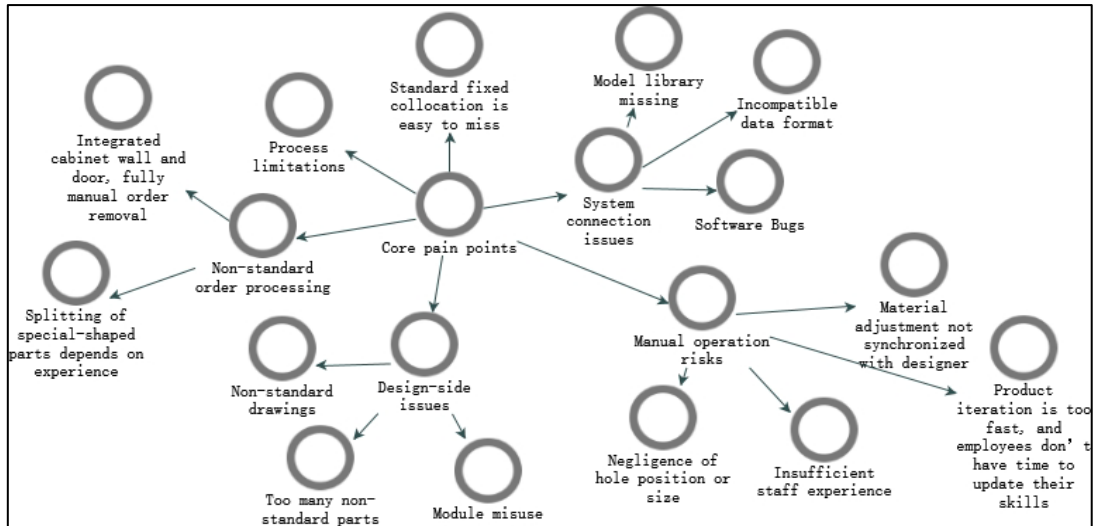 Standard fixed
collocation is
easy to miss
Model library
missing
Incompatible
data format
Integrated
cabinet wall and
door, fully
manual order
removal
Process
limitations
System
connection
issues
Software Bugs
Core pain points
Non-standard
order processing
Splitting of
special-shaped
parts depends on
experience
Manual operation
risks
Material
adjustment not
synchronized
with designer
Non-standard
drawings
Design-side
issues
Product
iteration is too
fast, and
employees don’t
have time to
update their
skills
Too many non-
standard parts
Module misuse
Negligence of
hole position or
size
Insufficient
staff experience